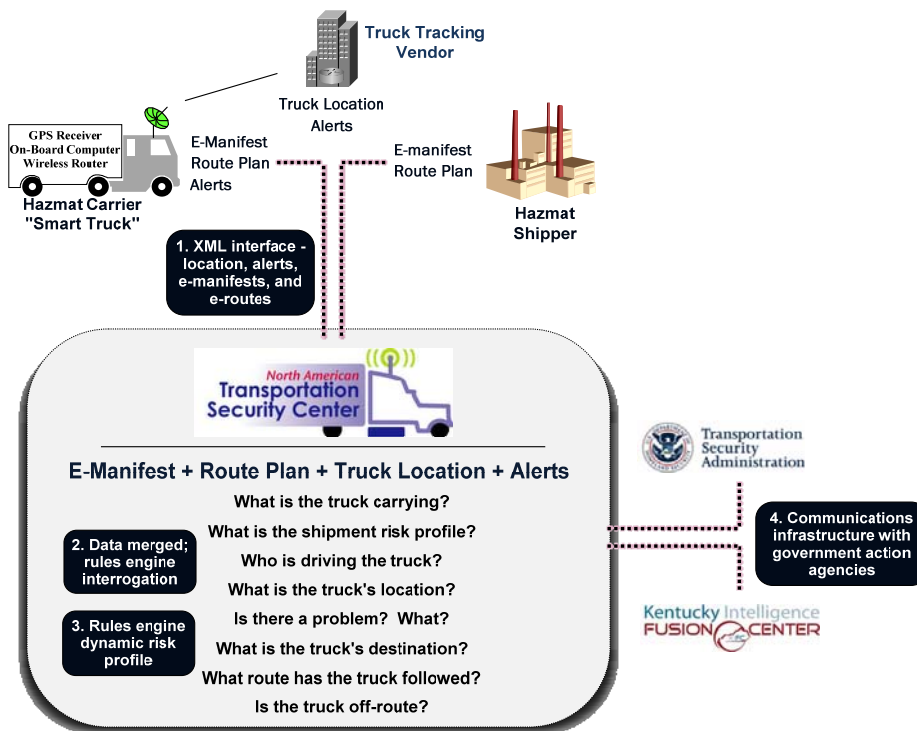 Truck Tracking
Vendor
Truck Location
Alerts
GPS Receiver
On-Board Computer
Wireless Router
Hazmat Carrier
"Smart Truck"
E-Manifest
Route Plan
Alerts
E-manifest
Route Plan
Hazmat
Shipper
1. XML interface -
location, alerts,
e-manifests, and
e-routes
North American
Transportation
Security Center
E-Manifest + Route Plan + Truck Location + Alerts
What is the truck carrying?
What is the shipment risk profile?
Who is driving the truck?
What is the truck's location?
Is there a problem? What?
What is the truck's destination?
What route has the truck followed?
Is the truck off-route?
2. Data merged;
rules engine
interrogation
3. Rules engine
dynamic risk
profile
Transportation
Security
Administration
4. Communications
infrastructure with
government action
agencies
Kentucky Intelligence
FUSION CENTER